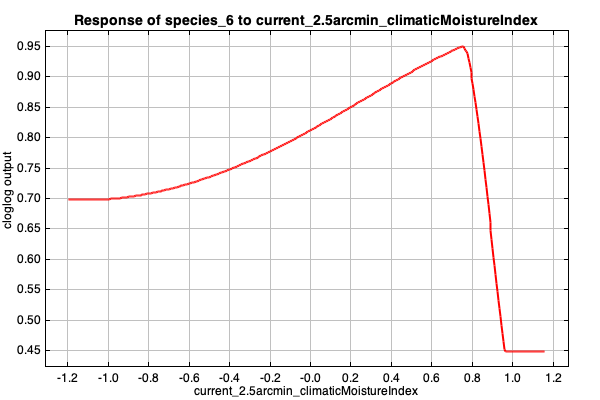 Response of species_6 to current_2.5arcmin_climaticMoistureIndex
0.95
0.90
0.85
0.80
0.75
0.70
0.65
0.60
0.55
0.50
0.45
cloglog output
-1.2 -1.0 -0.8 -0.6 -0.4 -0.2 -0.0 0.2 0.4 0.6 0.8 1.0 1.2
current_2.5arcmin_climaticMoistureIndex